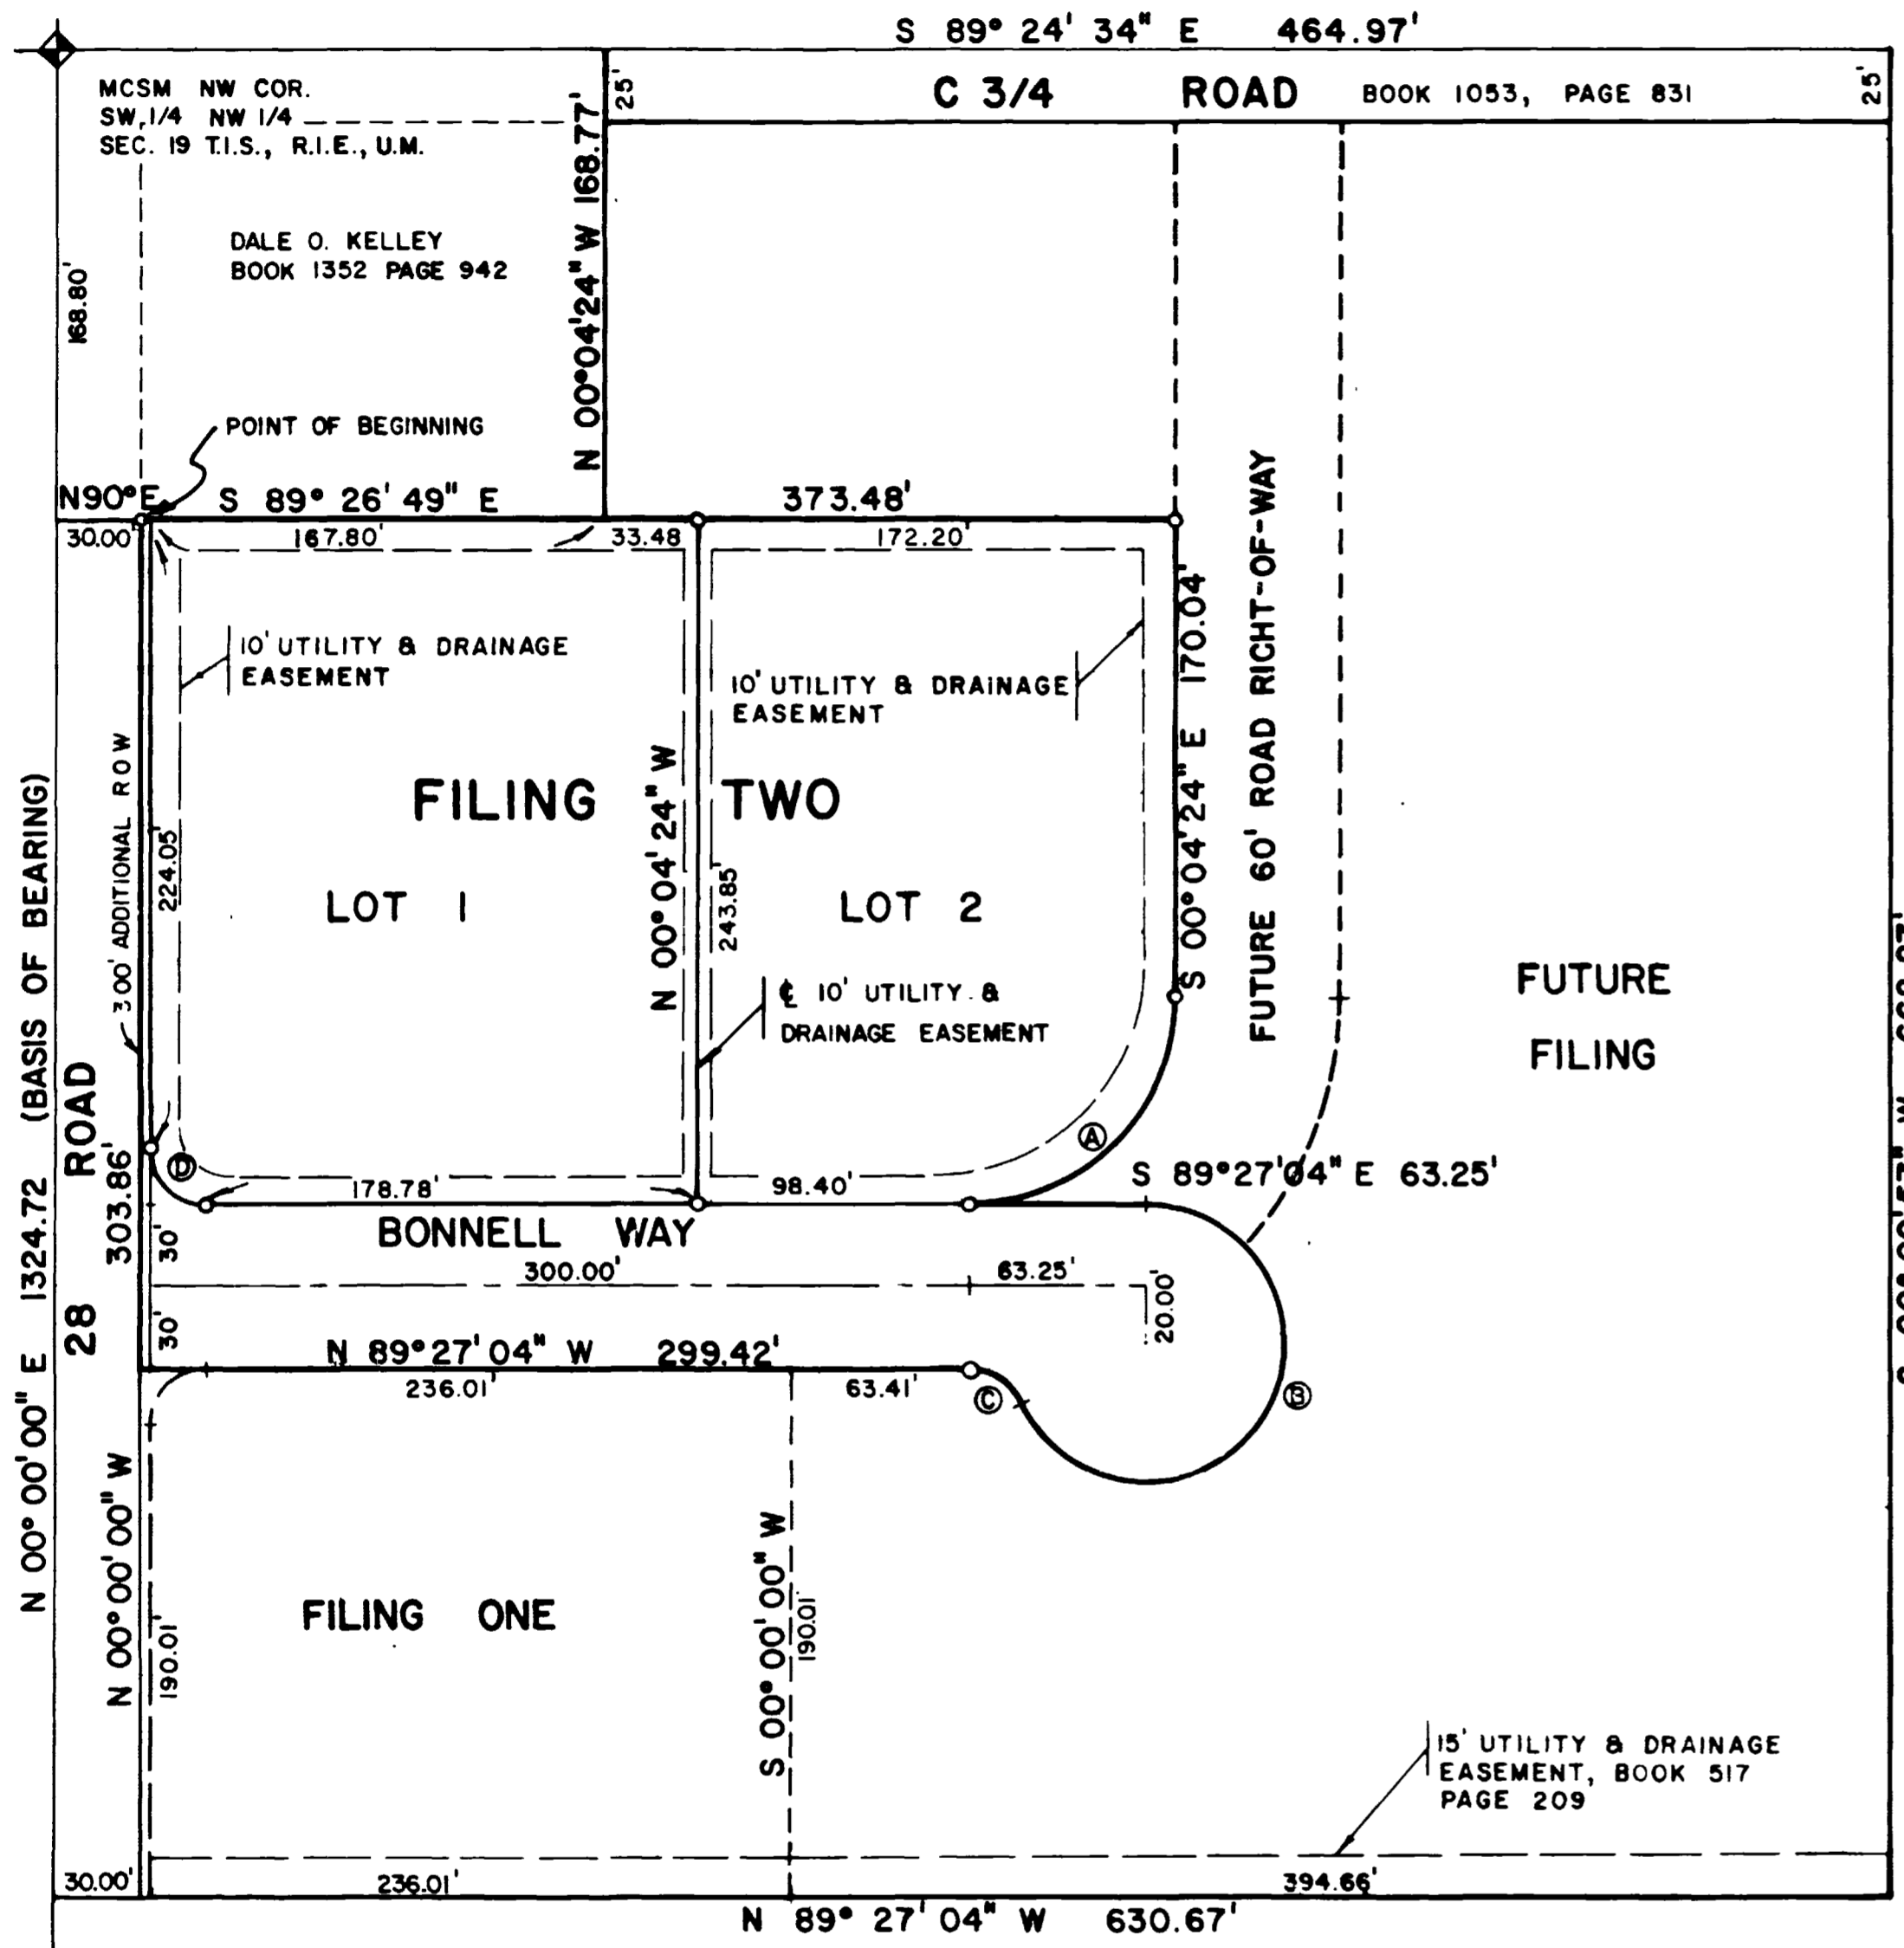 S 89° 24' 34" E 464.97'
MCSM NW COR.
SW, 1/4 NW 1/4
SEC. 19 T.I.S., R.I.E., U.M.
25'
C 3/4 ROAD BOOK 1053, PAGE 831
25'
N 00°04'24" W 168.77'
DALE O. KELLEY
BOOK 1352 PAGE 942
168.80'
POINT OF BEGINNING
N90°E
S 89° 26' 49" E 373.48'
30.00'
167.80'
33.48
172.20'
10' UTILITY & DRAINAGE
EASEMENT
10' UTILITY & DRAINAGE
EASEMENT
S 00°04'24" E 170.04'
FUTURE 60' ROAD RICHT-OF-WAY
3.00' ADDITIONAL R O W
224.05'
FILING TWO
LOT 1
N 00°04'24" W
243.85'
LOT 2
℄ 10' UTILITY &
DRAINAGE EASEMENT
FUTURE
FILING
N 00°00'00" E 1324.72 (BASIS OF BEARING)
28 ROAD
303.86'
D
A
178.78'
98.40'
S 89°27'04" E 63.25'
BONNELL WAY
30'
300.00'
63.25'
20.00'
30'
N 89°27'04" W 299.42'
236.01'
63.41'
C
B
N 00°00'00" W
190.01'
FILING ONE
S 00°00'00" W
190.01'
15' UTILITY & DRAINAGE
EASEMENT, BOOK 517
PAGE 209
30.00'
236.01'
394.66'
N 89° 27' 04" W 630.67'